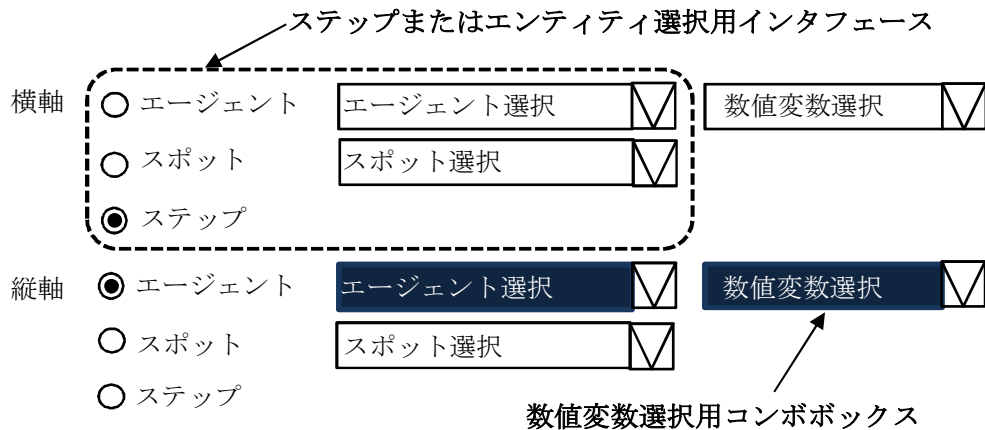 ステップまたはエンティティ選択用インタフェース
横軸 エージェント エージェント選択 数値変数選択
スポット スポット選択
ステップ
縦軸 エージェント エージェント選択 数値変数選択
スポット スポット選択
ステップ
数値変数選択用コンボボックス